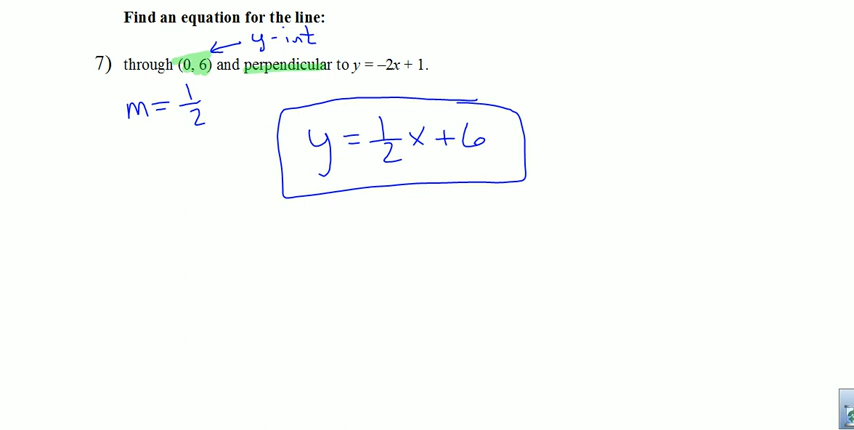 Find an equation for the line:
y-int
7) through (0, 6) and perpendicular to y = –2x + 1.
m = 1/2
y = 1/2 x + 6